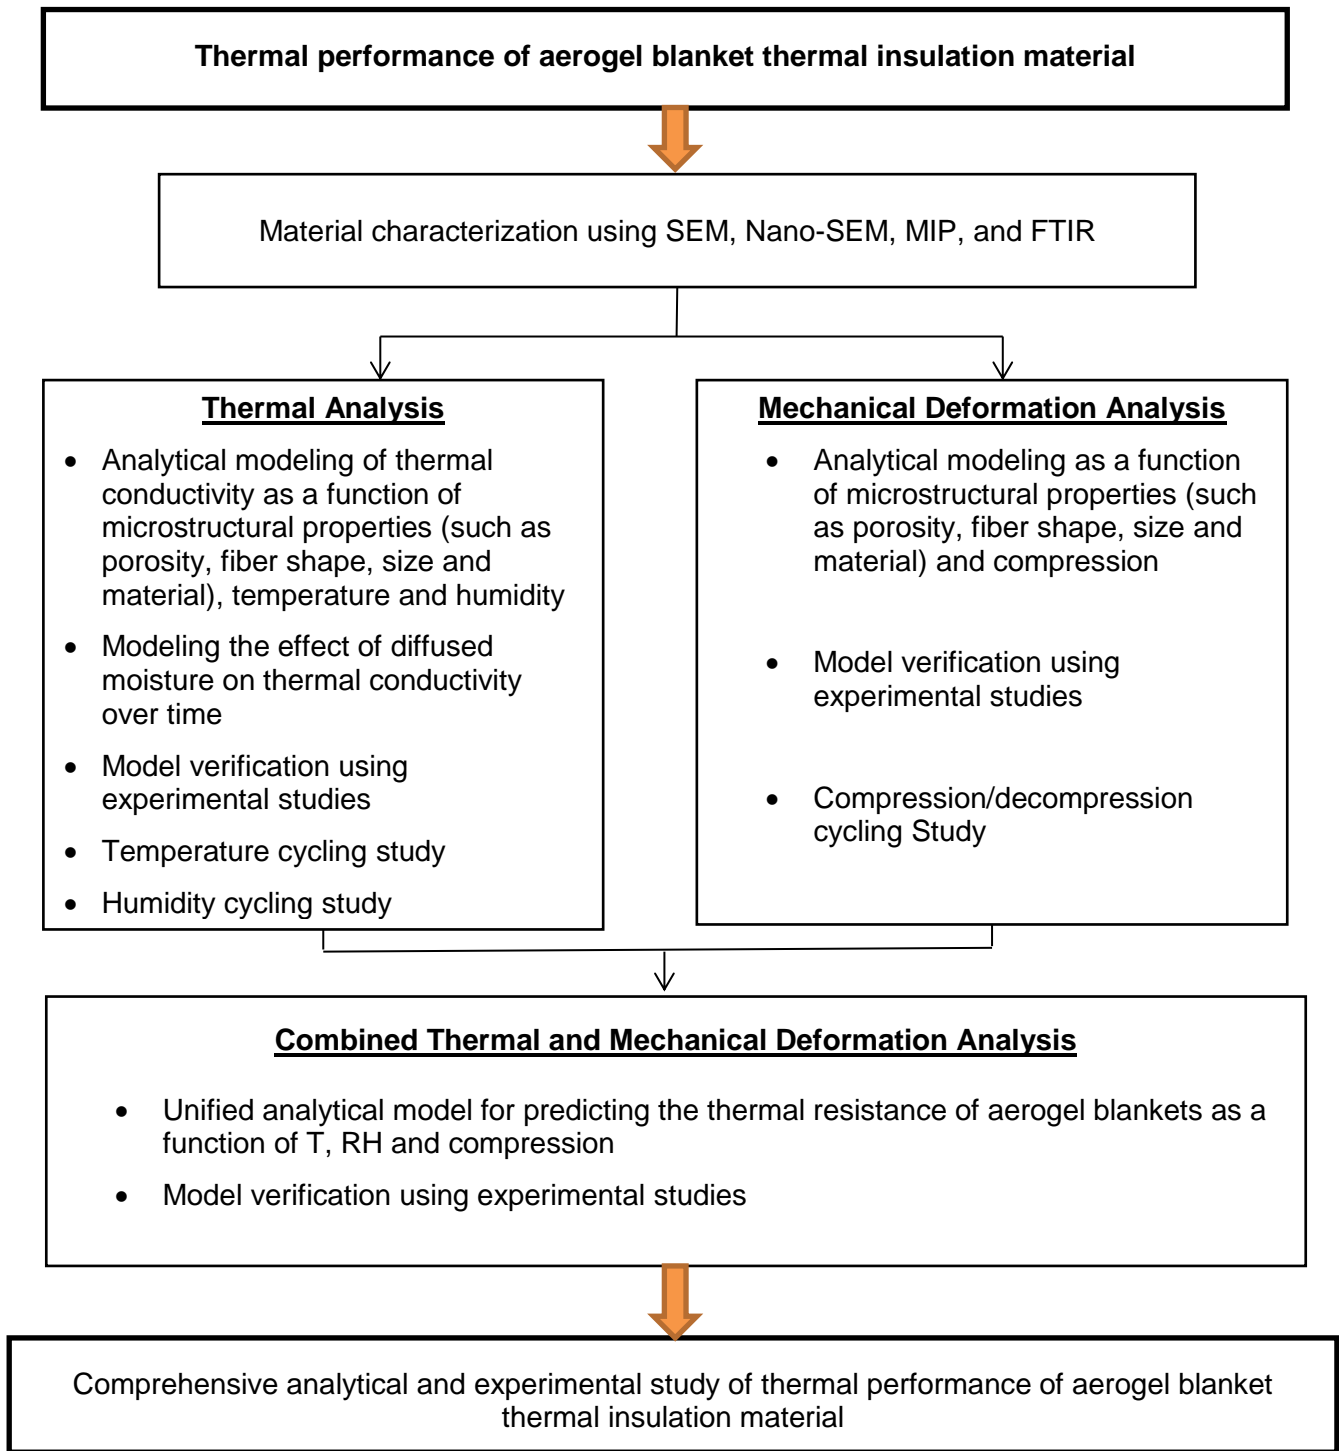 Thermal performance of aerogel blanket thermal insulation material
Material characterization using SEM, Nano-SEM, MIP, and FTIR
Thermal Analysis
• Analytical modeling of thermal
conductivity as a function of
microstructural properties (such as
porosity, fiber shape, size and
material), temperature and humidity
• Modeling the effect of diffused
moisture on thermal conductivity
over time
• Model verification using
experimental studies
• Temperature cycling study
• Humidity cycling study
Mechanical Deformation Analysis
• Analytical modeling as a function
of microstructural properties (such
as porosity, fiber shape, size and
material) and compression
• Model verification using
experimental studies
• Compression/decompression
cycling Study
Combined Thermal and Mechanical Deformation Analysis
• Unified analytical model for predicting the thermal resistance of aerogel blankets as a
function of T, RH and compression
• Model verification using experimental studies
Comprehensive analytical and experimental study of thermal performance of aerogel blanket
thermal insulation material